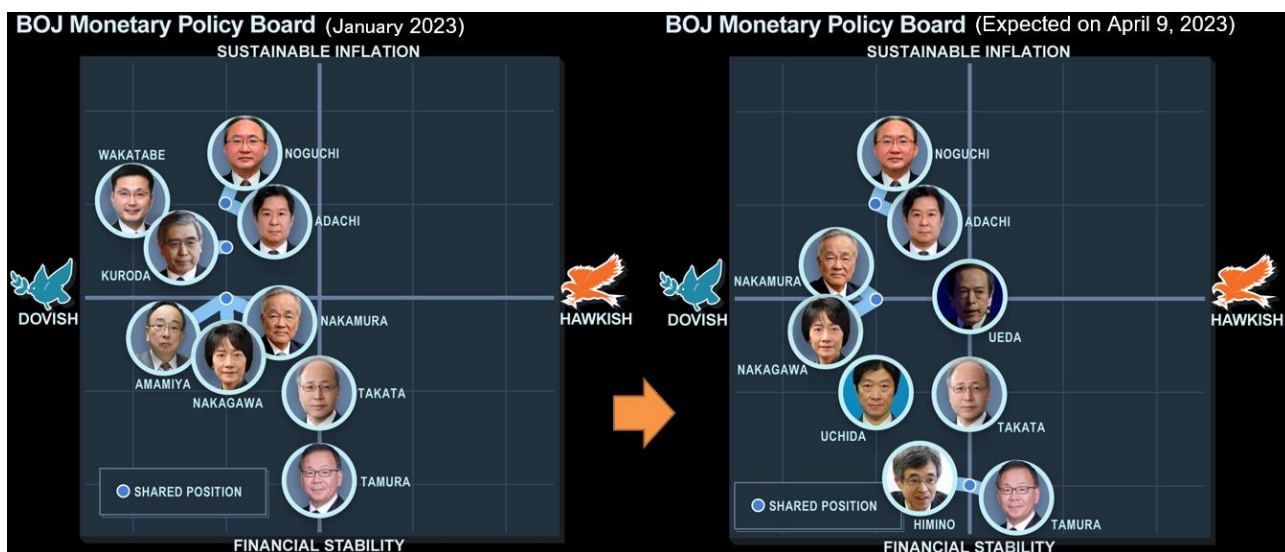 BOJ Monetary Policy Board (January 2023)
SUSTAINABLE INFLATION
WAKATABE
NOGUCHI
ADACHI
KURODA
DOVISH
HAWKISH
NAKAMURA
AMAMIYA
NAKAGAWA
TAKATA
TAMURA
SHARED POSITION
FINANCIAL STABILITY
BOJ Monetary Policy Board (Expected on April 9, 2023)
SUSTAINABLE INFLATION
NOGUCHI
ADACHI
NAKAMURA
DOVISH
HAWKISH
UEDA
NAKAGAWA
UCHIDA
TAKATA
SHARED POSITION
HIMINO
TAMURA
FINANCIAL STABILITY